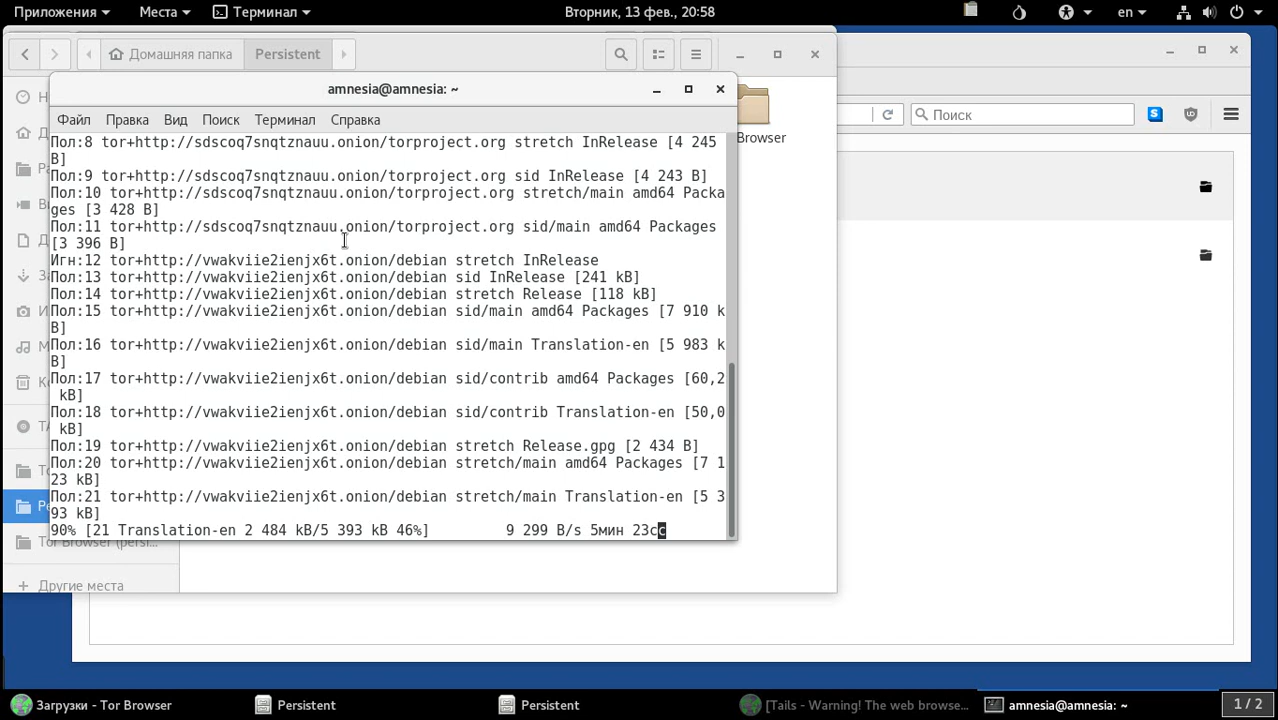 Приложения Места Терминал Вторник, 13 фев., 20:58 en
Домашняя папка Persistent
amnesia@amnesia: ~
Файл Правка Вид Поиск Терминал Справка
Поиск
Browser
Пол:8 tor+http://sdscoq7snqtznauu.onion/torproject.org stretch InRelease [4 245
B]
Пол:9 tor+http://sdscoq7snqtznauu.onion/torproject.org sid InRelease [4 243 B]
Пол:10 tor+http://sdscoq7snqtznauu.onion/torproject.org stretch/main amd64 Packa
ges [3 428 B]
Пол:11 tor+http://sdscoq7snqtznauu.onion/torproject.org sid/main amd64 Packages
[3 396 B]
Игн:12 tor+http://vwakviie2ienjx6t.onion/debian stretch InRelease
Пол:13 tor+http://vwakviie2ienjx6t.onion/debian sid InRelease [241 kB]
Пол:14 tor+http://vwakviie2ienjx6t.onion/debian stretch Release [118 kB]
Пол:15 tor+http://vwakviie2ienjx6t.onion/debian sid/main amd64 Packages [7 910 k
B]
Пол:16 tor+http://vwakviie2ienjx6t.onion/debian sid/main Translation-en [5 983 k
B]
Пол:17 tor+http://vwakviie2ienjx6t.onion/debian sid/contrib amd64 Packages [60,2
kB]
Пол:18 tor+http://vwakviie2ienjx6t.onion/debian sid/contrib Translation-en [50,0
kB]
Пол:19 tor+http://vwakviie2ienjx6t.onion/debian stretch Release.gpg [2 434 B]
Пол:20 tor+http://vwakviie2ienjx6t.onion/debian stretch/main amd64 Packages [7 1
23 kB]
Пол:21 tor+http://vwakviie2ienjx6t.onion/debian stretch/main Translation-en [5 3
93 kB]
90% [21 Translation-en 2 484 kB/5 393 kB 46%] 9 299 B/s 5мин 23сс
Tor Browser (persi…
Другие места
Загрузки - Tor Browser Persistent Persistent [Tails - Warning! The web browse… amnesia@amnesia: ~ 1 / 2